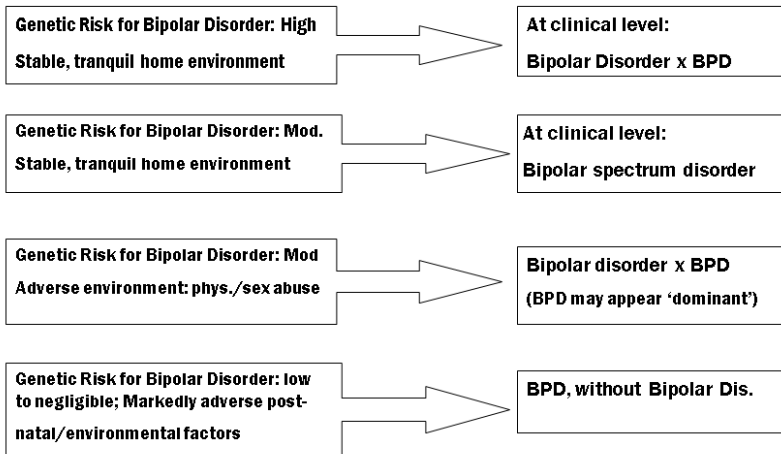 Genetic Risk for Bipolar Disorder: High
Stable, tranquil home environment
At clinical level:
Bipolar Disorder x BPD
Genetic Risk for Bipolar Disorder: Mod.
Stable, tranquil home environment
At clinical level:
Bipolar spectrum disorder
Genetic Risk for Bipolar Disorder: Mod
Adverse environment: phys./sex abuse
Bipolar disorder x BPD
(BPD may appear ‘dominant’)
Genetic Risk for Bipolar Disorder: low
to negligible; Markedly adverse post-
natal/environmental factors
BPD, without Bipolar Dis.